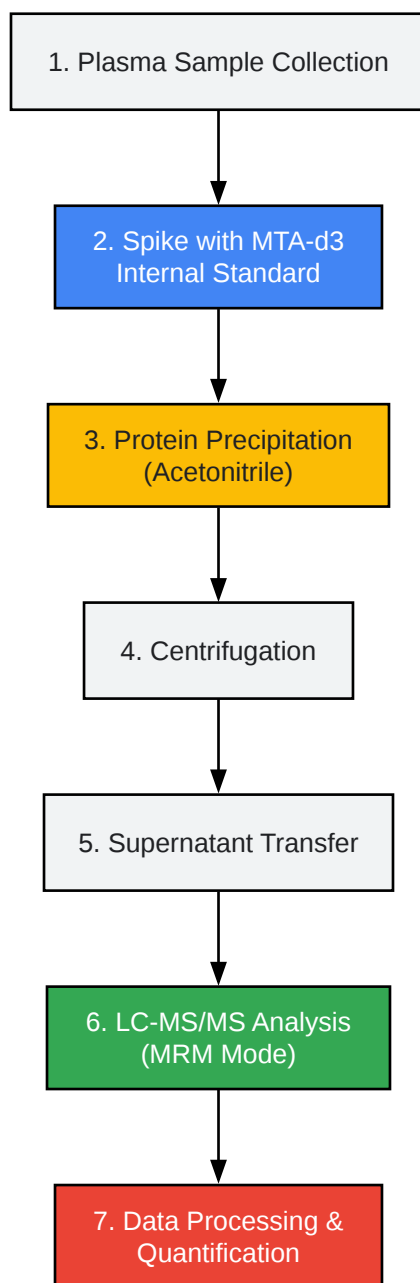 1. Plasma Sample Collection
2. Spike with MTA-d3
Internal Standard
3. Protein Precipitation
(Acetonitrile)
4. Centrifugation
5. Supernatant Transfer
6. LC-MS/MS Analysis
(MRM Mode)
7. Data Processing &
Quantification